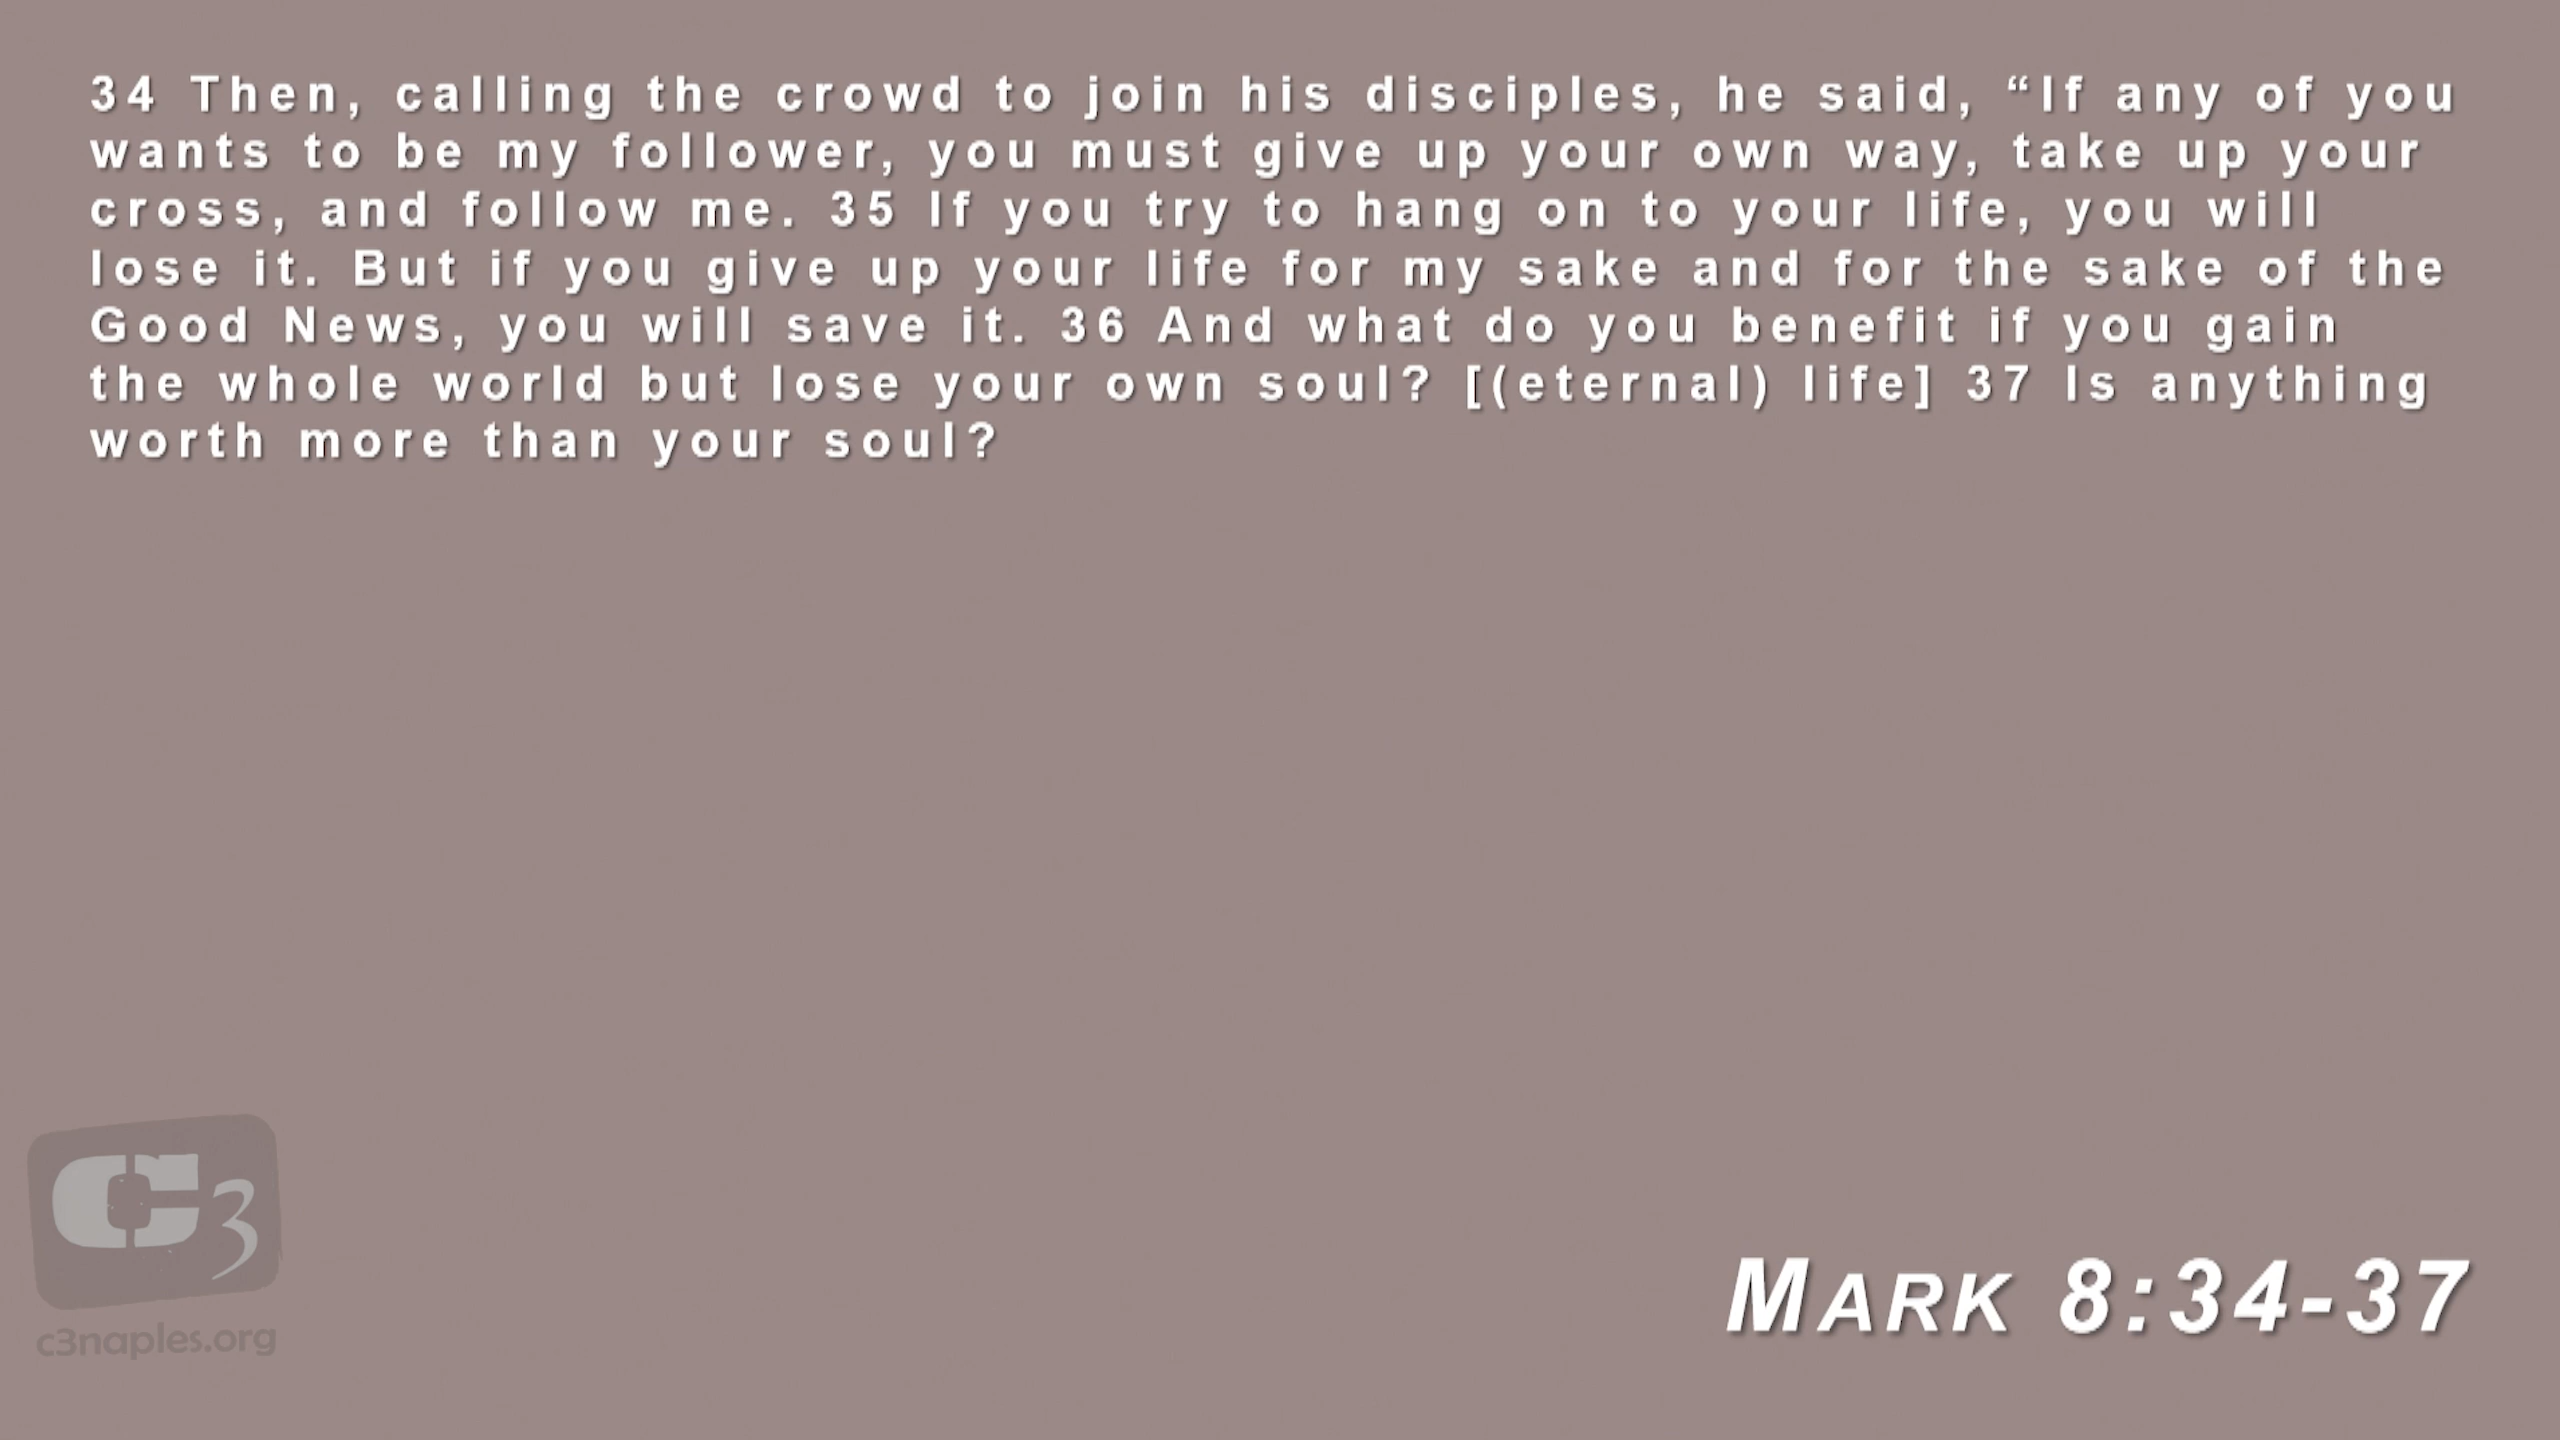 34 Then, calling the crowd to join his disciples, he said, “If any of you
wants to be my follower, you must give up your own way, take up your
cross, and follow me. 35 If you try to hang on to your life, you will
lose it. But if you give up your life for my sake and for the sake of the
Good News, you will save it. 36 And what do you benefit if you gain
the whole world but lose your own soul? [(eternal) life] 37 Is anything
worth more than your soul?
C3
c3naples.org
MARK 8:34-37